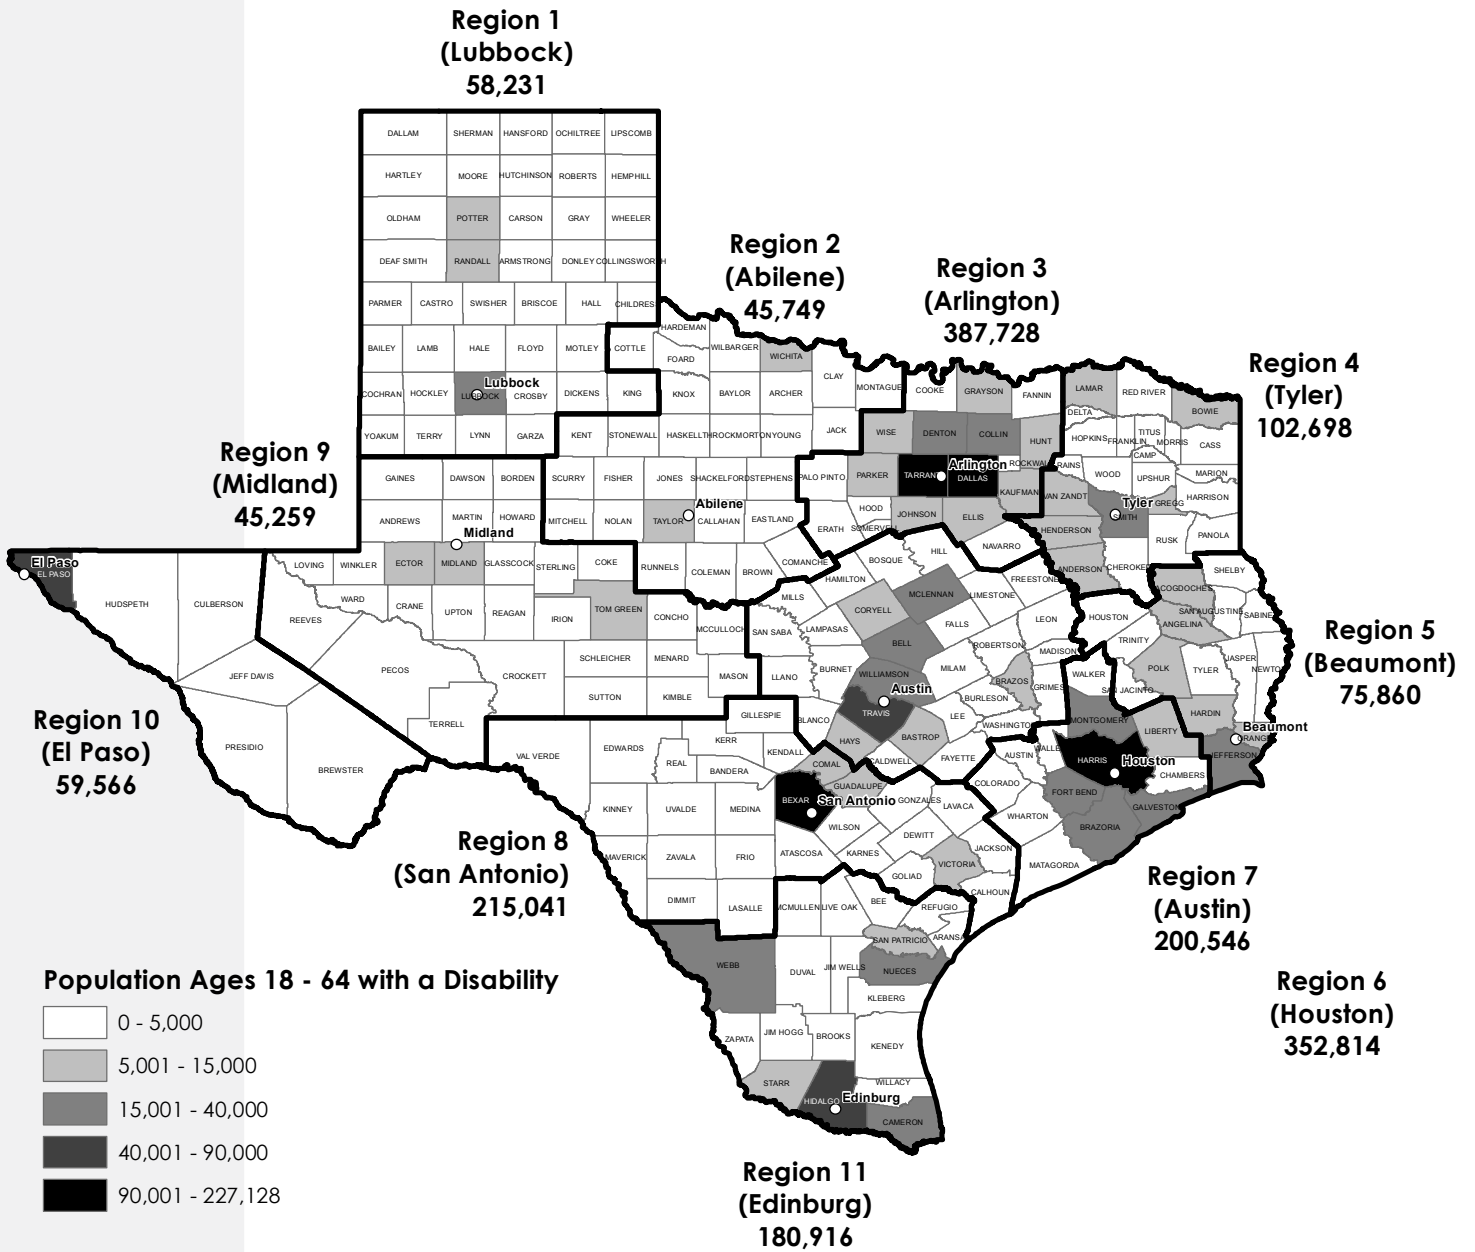 Region 1
(Lubbock)
58,231
DALLAM SHERMAN HANSFORD OCHILTREE LIPSCOMB
HARTLEY MOORE HUTCHINSON ROBERTS HEMPHILL
OLDHAM POTTER CARSON GRAY WHEELER
DEAF SMITH RANDALL ARMSTRONG DONLEY COLLINGSWORTH
PARMER CASTRO SWISHER BRISCOE HALL CHILDRES
BAILEY LAMB HALE FLOYD MOTLEY COTTLE
COCHRAN HOCKLEY LUBBOCK CROSBY DICKENS KING
Lubbock
YOAKUM TERRY LYNN GARZA KENT STONEWALL HASKELL THROCKMORTON YOUNG JACK
Region 2
(Abilene)
45,749
HARDEMAN
FOARD WILBARGER WICHITA
CLAY MONTAGUE
KNOX BAYLOR ARCHER
Region 3
(Arlington)
387,728
COOKE GRAYSON FANNIN
WISE DENTON COLLIN HUNT
PALO PINTO PARKER TARRANT DALLAS ROCKWAL KAUFMAN
Arlington
HOOD JOHNSON ELLIS
ERATH SOMERVELL NAVARRO
Region 4
(Tyler)
102,698
LAMAR RED RIVER BOWIE
DELTA
HOPKINS FRANKLIN TITUS MORRIS CASS
CAMP
RAINS WOOD UPSHUR MARION
VAN ZANDT SMITH GREGG HARRISON
Tyler
HENDERSON RUSK PANOLA
ANDERSON CHEROKEE
Region 9
(Midland)
45,259
GAINES DAWSON BORDEN SCURRY FISHER JONES SHACKELFORD STEPHENS
ANDREWS MARTIN HOWARD MITCHELL NOLAN TAYLOR CALLAHAN EASTLAND
Midland
Abilene
LOVING WINKLER ECTOR MIDLAND GLASSCOCK STERLING COKE RUNNELS COLEMAN BROWN COMANCHE
WARD CRANE UPTON REAGAN IRION TOM GREEN CONCHO MCCULLOCH
REEVES PECOS CROCKETT SCHLEICHER MENARD
SUTTON KIMBLE MASON
TERRELL
El Paso
EL PASO HUDSPETH CULBERSON
JEFF DAVIS
PRESIDIO BREWSTER
Region 10
(El Paso)
59,566
BOSQUE HILL
HAMILTON MCLENNAN LIMESTONE FREESTONE
MILLS CORYELL FALLS LEON
SAN SABA LAMPASAS BELL ROBERTSON MADISON
LLANO BURNET WILLIAMSON MILAM BRAZOS GRIMES
Austin
TRAVIS BURLESON
BLANCO LEE WASHINGTON
HAYS BASTROP
CALDWELL FAYETTE
SHELBY
ACOGDOCHES
HOUSTON SAN AUGUSTINE SABINE
TRINITY ANGELINA
POLK TYLER JASPER NEWTO
SAN JACINTO
HARDIN
Beaumont
ORANGE
JEFFERSON
Region 5
(Beaumont)
75,860
WALKER
MONTGOMERY LIBERTY
AUSTIN WALLE HARRIS
Houston
CHAMBERS
COLORADO FORT BEND GALVESTON
WHARTON BRAZORIA
MATAGORDA
VAL VERDE EDWARDS KERR GILLESPIE
REAL BANDERA KENDALL COMAL
GUADALUPE
KINNEY UVALDE MEDINA BEXAR
San Antonio
GONZALES LAVACA
WILSON DEWITT
MAVERICK ZAVALA FRIO ATASCOSA KARNES JACKSON
GOLIAD VICTORIA
DIMMIT LASALLE CALHOUN
Region 8
(San Antonio)
215,041
Region 7
(Austin)
200,546
Region 6
(Houston)
352,814
MCMULLEN LIVE OAK BEE REFUGIO
SAN PATRICIO ARANSA
WEBB DUVAL JIM WELLS NUECES
KLEBERG
ZAPATA JIM HOGG BROOKS KENEDY
STARR HIDALGO WILLACY
Edinburg
CAMERON
Population Ages 18 - 64 with a Disability
0 - 5,000
5,001 - 15,000
15,001 - 40,000
40,001 - 90,000
90,001 - 227,128
Region 11
(Edinburg)
180,916